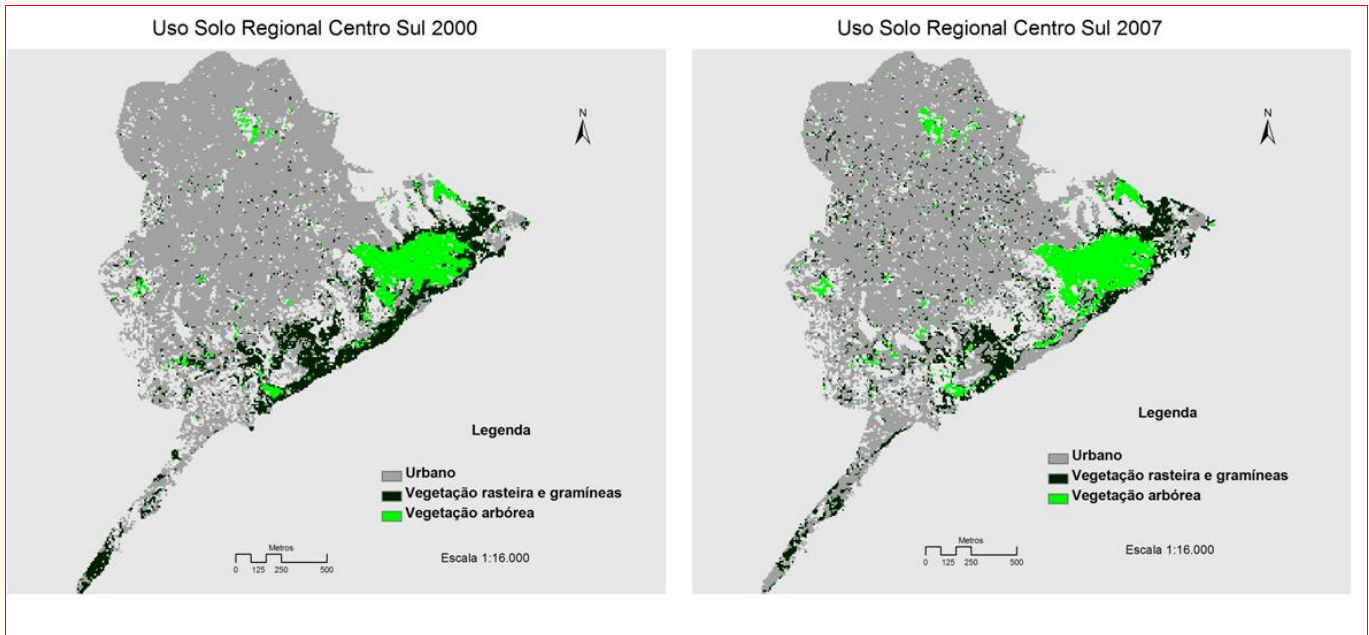 Uso Solo Regional Centro Sul 2000
N
Legenda
Urbano
Vegetação rasteira e gramíneas
Vegetação arbórea
Metros
0 125 250 500
Escala 1:16.000
Uso Solo Regional Centro Sul 2007
N
Legenda
Urbano
Vegetação rasteira e gramíneas
Vegetação arbórea
Metros
0 125 250 500
Escala 1:16.000